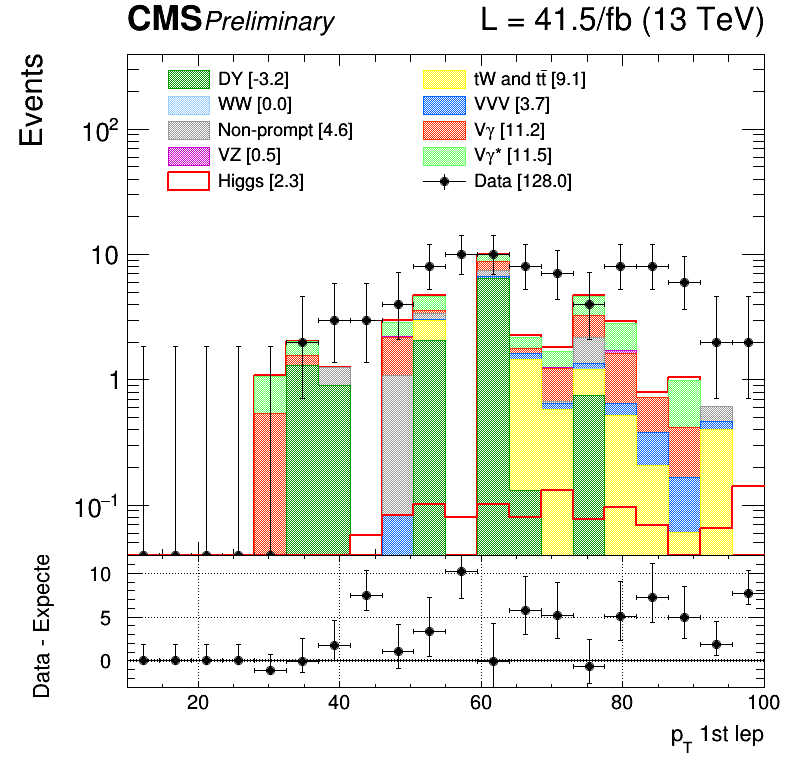 CMS Preliminary L = 41.5/fb (13 TeV)
Events
DY [-3.2] tW and tt̄ [9.1]
WW [0.0] VVV [3.7]
Non-prompt [4.6] Vγ [11.2]
VZ [0.5] Vγ* [11.5]
Higgs [2.3] Data [128.0]
10²
10
1
10⁻¹
Data - Expecte
10
5
0
20 40 60 80 100
p_T 1st lep